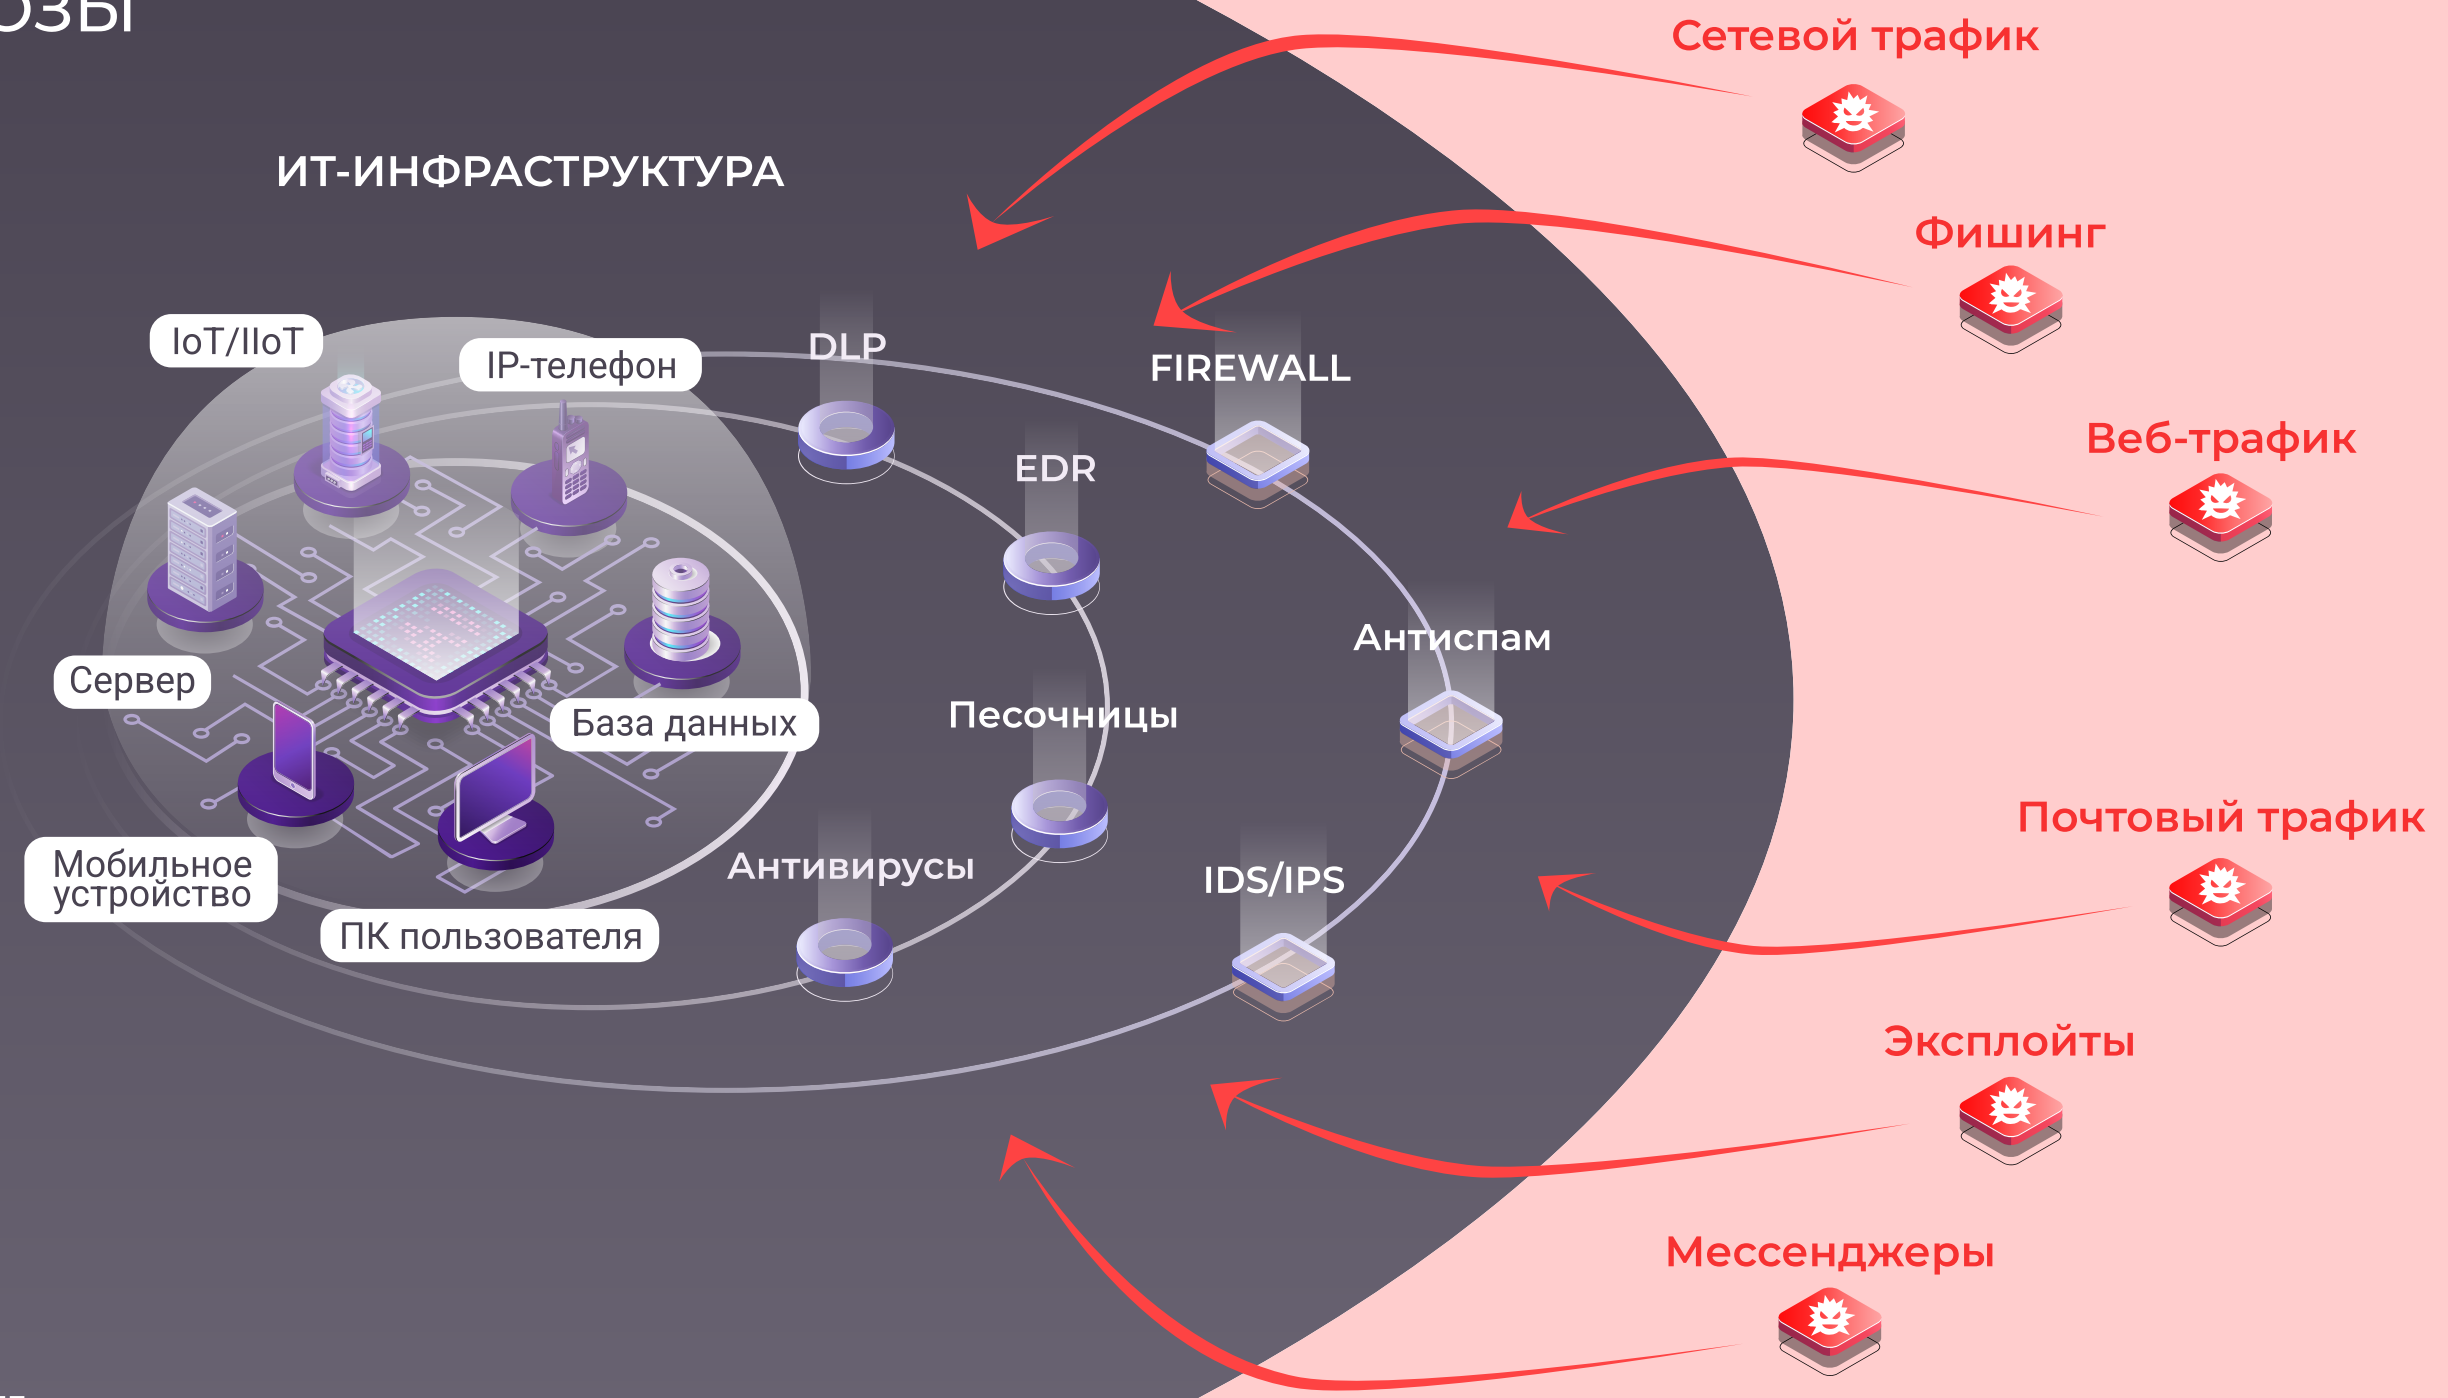 ОЗЫ
Сетевой трафик
ИТ-ИНФРАСТРУКТУРА
Фишинг
IoT/IIoT
IP-телефон
DLP
FIREWALL
EDR
Веб-трафик
Антиспам
Сервер
База данных
Песочницы
Почтовый трафик
Мобильное
устройство
Антивирусы
IDS/IPS
ПК пользователя
Эксплойты
Мессенджеры